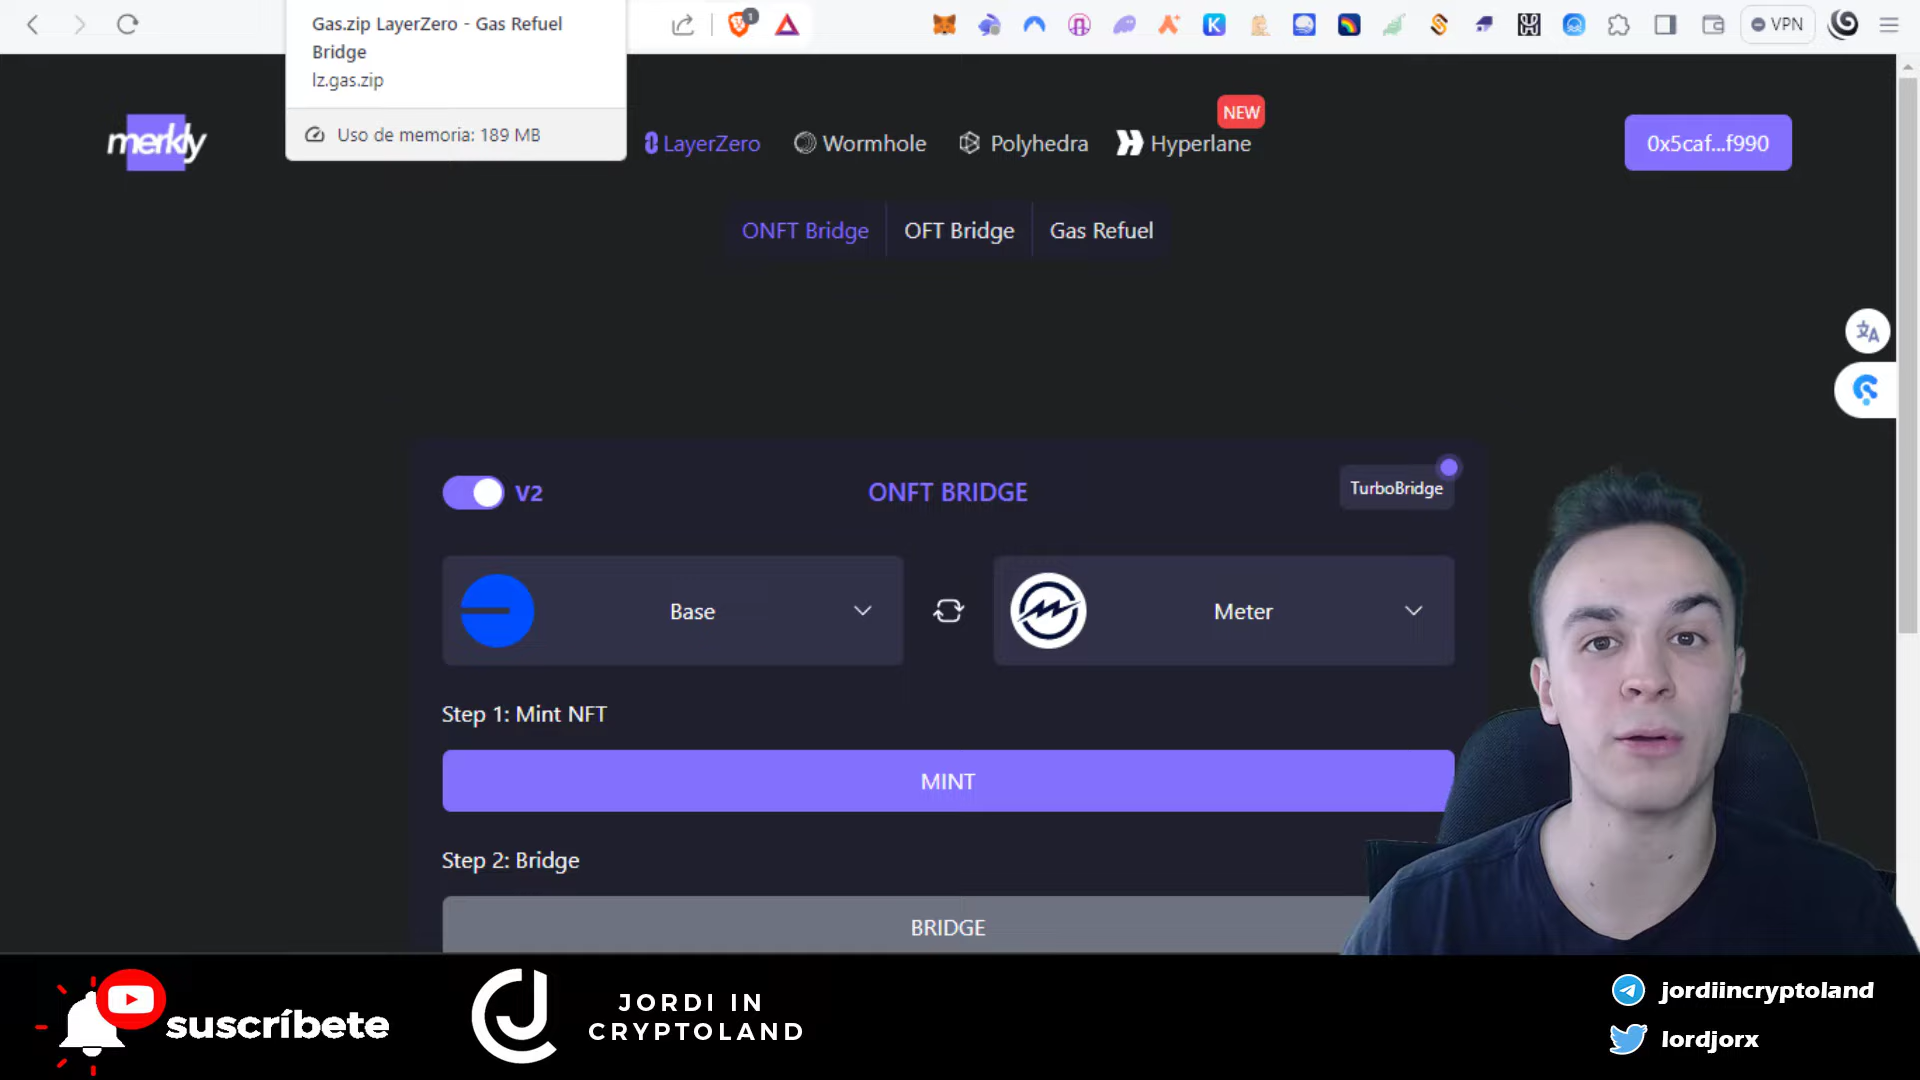 Gas.zip LayerZero - Gas Refuel
Bridge
lz.gas.zip
Uso de memoria: 189 MB
1
VPN
merkly
LayerZero
Wormhole
Polyhedra
Hyperlane
NEW
0x5caf...f990
ONFT Bridge
OFT Bridge
Gas Refuel
V2
ONFT BRIDGE
TurboBridge
Base
Meter
Step 1: Mint NFT
MINT
Step 2: Bridge
BRIDGE
suscríbete
JORDI IN
CRYPTOLAND
jordiincryptoland
lordjorx